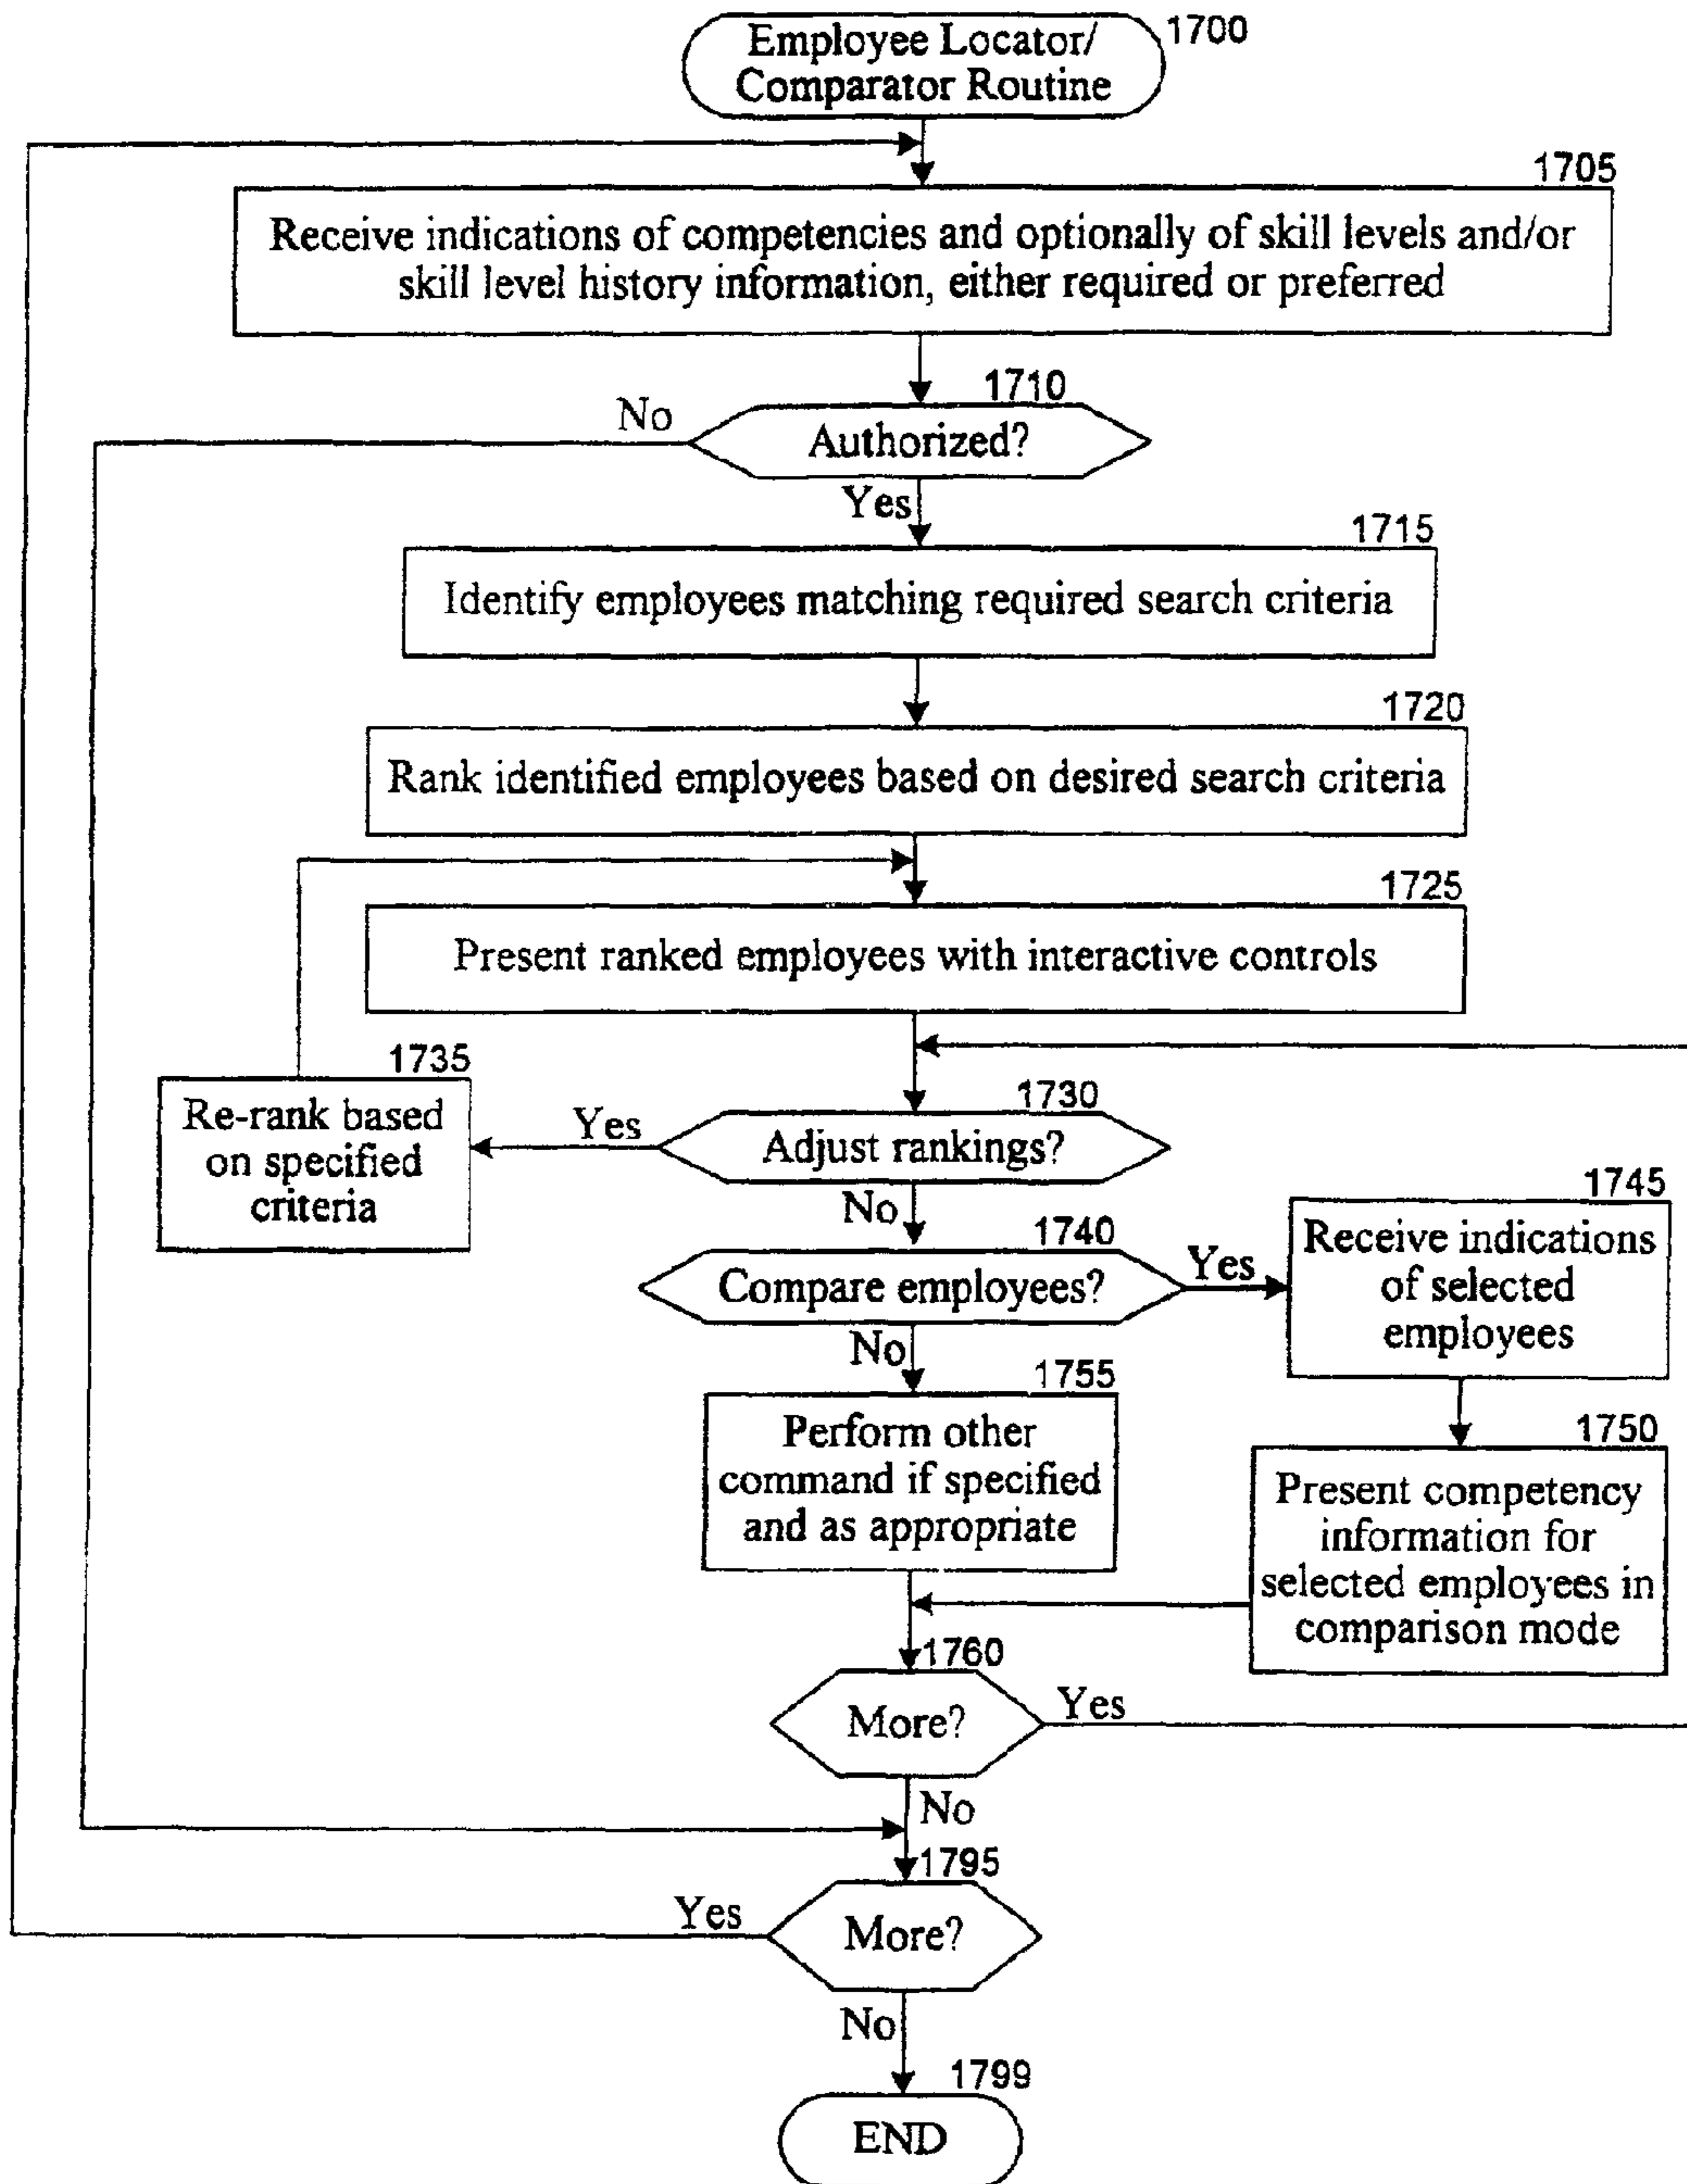 Employee Locator/
Comparator Routine
1700
1705
Receive indications of competencies and optionally of skill levels and/or
skill level history information, either required or preferred
1710
No
Authorized?
Yes
1715
Identify employees matching required search criteria
1720
Rank identified employees based on desired search criteria
1725
Present ranked employees with interactive controls
1735
Re-rank based
on specified
criteria
Yes
1730
Adjust rankings?
No
1740
Compare employees?
Yes
1745
Receive indications
of selected
employees
No
1755
Perform other
command if specified
and as appropriate
1750
Present competency
information for
selected employees in
comparison mode
1760
More?
Yes
No
1795
Yes
More?
No
1799
END